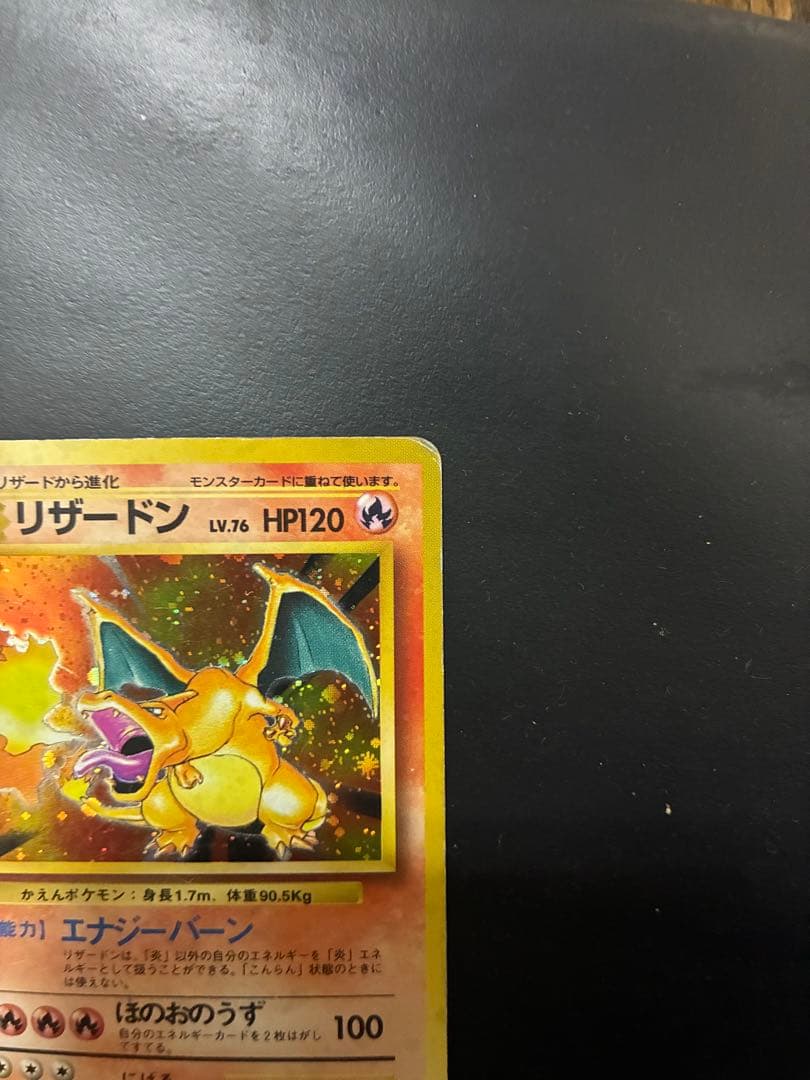 リザードから進化
モンスターカードに重ねて使います。
リザードン LV.76 HP120
かえんポケモン:身長1.7m. 体重90.5Kg
能力】エナジーバーン
リザードンは、「炎」以外の自分のエネルギーを「炎」エネ
ルギーとして扱うことができる。「こんらん」状態のときに
は使えない。
ほのおのうず 100
自分のエネルギーカードを2枚はがし
てすてる。
にげる